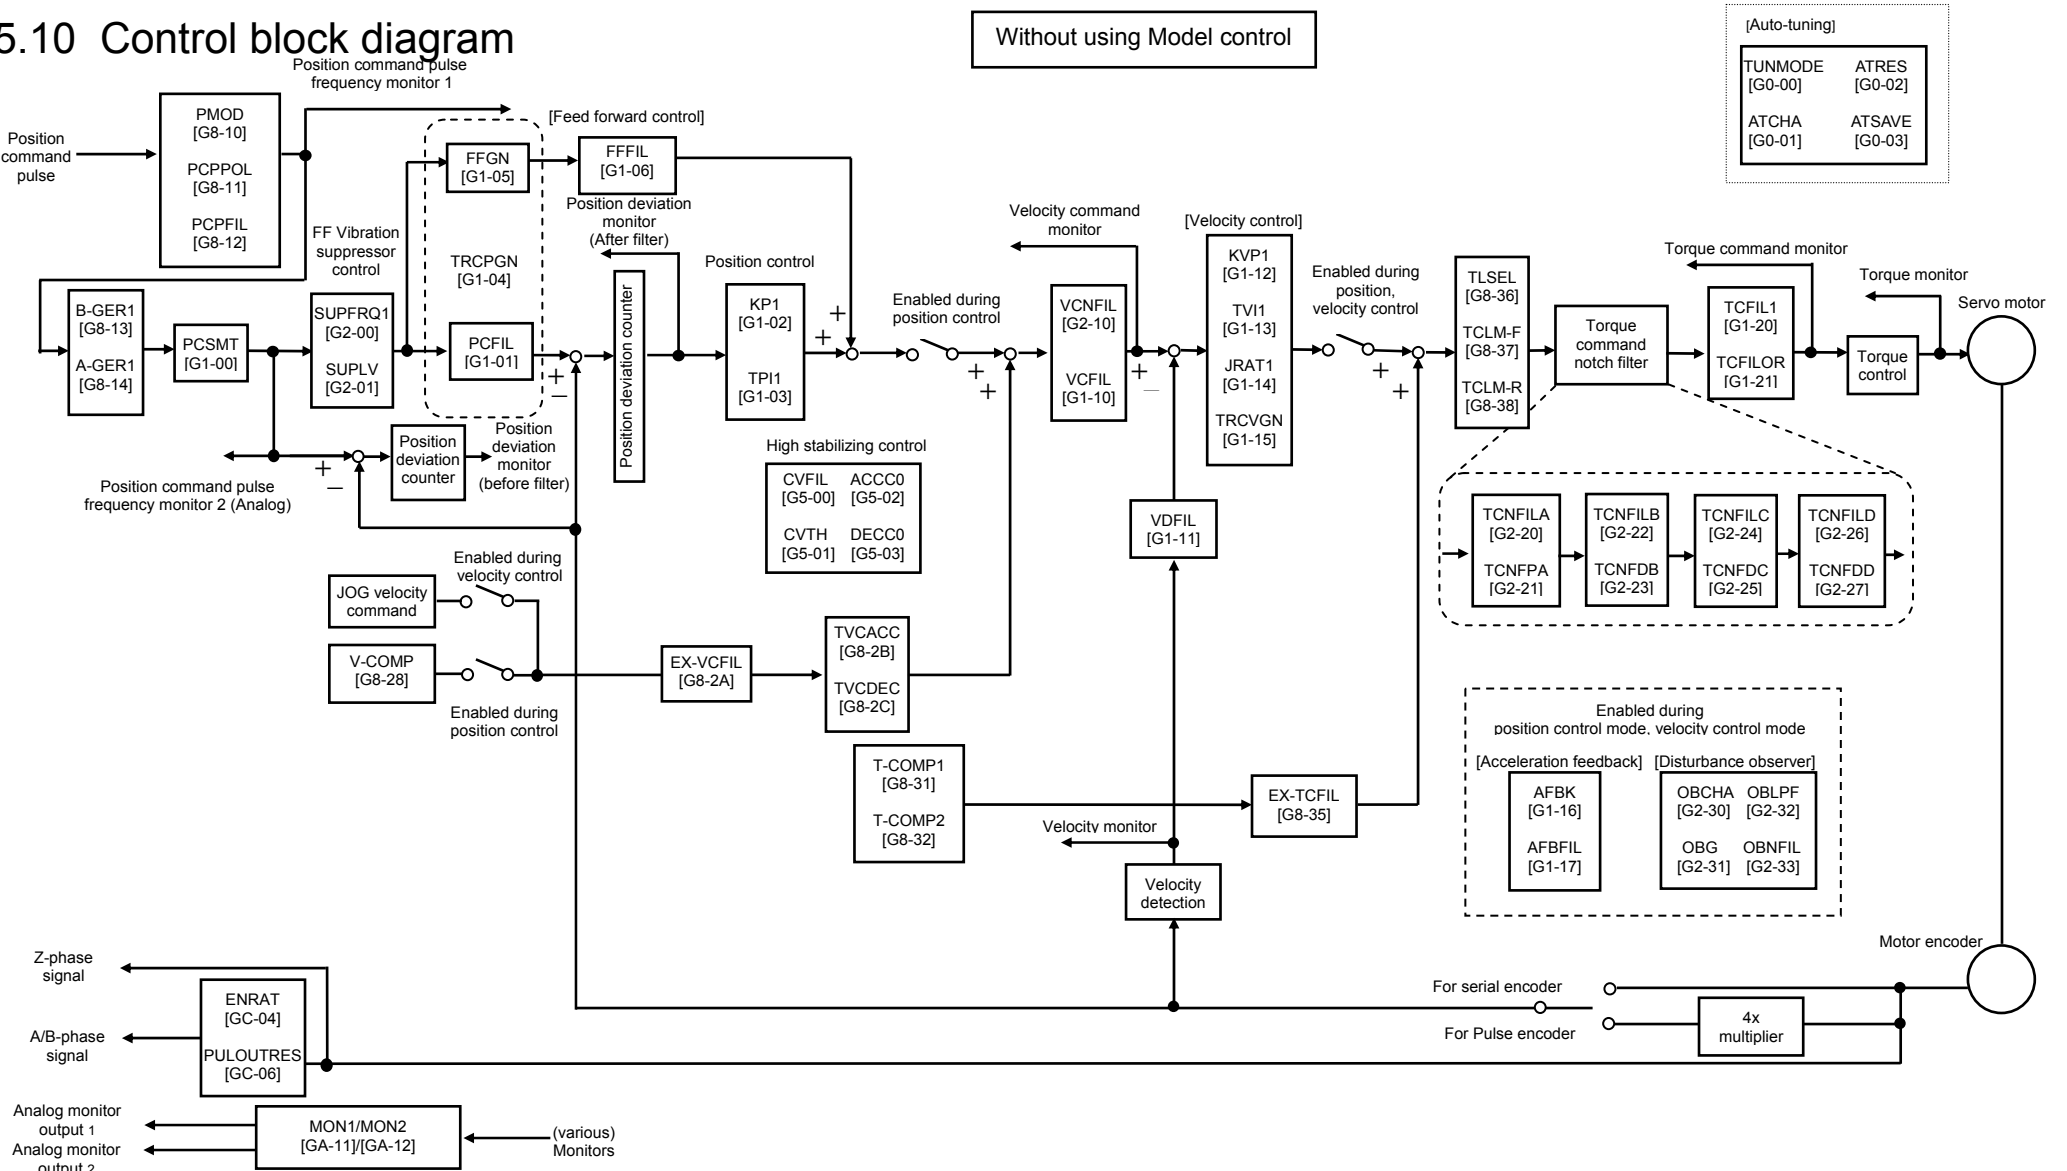 5.10 Control block diagram
Without using Model control
[Auto-tuning]
TUNMODE
[G0-00]
ATRES
[G0-02]
ATCHA
[G0-01]
ATSAVE
[G0-03]
Position command pulse
frequency monitor 1
Position
command
pulse
PMOD
[G8-10]
PCPPOL
[G8-11]
PCPFIL
[G8-12]
[Feed forward control]
FFGN
[G1-05]
FFFIL
[G1-06]
TRCPGN
[G1-04]
PCFIL
[G1-01]
FF Vibration
suppressor
control
B-GER1
[G8-13]
A-GER1
[G8-14]
PCSMT
[G1-00]
SUPFRQ1
[G2-00]
SUPLV
[G2-01]
+
−
Position deviation
monitor
(After filter)
Position deviation counter
Position control
KP1
[G1-02]
TPI1
[G1-03]
+
+
Enabled during
position control
+
+
Velocity command
monitor
VCNFIL
[G2-10]
VCFIL
[G1-10]
+
−
[Velocity control]
KVP1
[G1-12]
TVI1
[G1-13]
JRAT1
[G1-14]
TRCVGN
[G1-15]
Enabled during
position,
velocity control
+
+
TLSEL
[G8-36]
TCLM-F
[G8-37]
TCLM-R
[G8-38]
Torque
command
notch filter
Torque command monitor
TCFIL1
[G1-20]
TCFILOR
[G1-21]
Torque monitor
Torque
control
Servo motor
Position command pulse
frequency monitor 2 (Analog)
+
−
Position
deviation
counter
Position
deviation
monitor
(before filter)
High stabilizing control
CVFIL
[G5-00]
ACCC0
[G5-02]
CVTH
[G5-01]
DECC0
[G5-03]
VDFIL
[G1-11]
TCNFILA
[G2-20]
TCNFPA
[G2-21]
TCNFILB
[G2-22]
TCNFDB
[G2-23]
TCNFILC
[G2-24]
TCNFDC
[G2-25]
TCNFILD
[G2-26]
TCNFDD
[G2-27]
Enabled during
velocity control
JOG velocity
command
V-COMP
[G8-28]
Enabled during
position control
EX-VCFIL
[G8-2A]
TVCACC
[G8-2B]
TVCDEC
[G8-2C]
T-COMP1
[G8-31]
T-COMP2
[G8-32]
EX-TCFIL
[G8-35]
Velocity monitor
Velocity
detection
Enabled during
position control mode, velocity control mode
[Acceleration feedback]
AFBK
[G1-16]
AFBFIL
[G1-17]
[Disturbance observer]
OBCHA
[G2-30]
OBLPF
[G2-32]
OBG
[G2-31]
OBNFIL
[G2-33]
Motor encoder
For serial encoder
For Pulse encoder
4x
multiplier
Z-phase
signal
A/B-phase
signal
ENRAT
[GC-04]
PULOUTRES
[GC-06]
Analog monitor
output 1
Analog monitor
output 2
MON1/MON2
[GA-11]/[GA-12]
(various)
Monitors